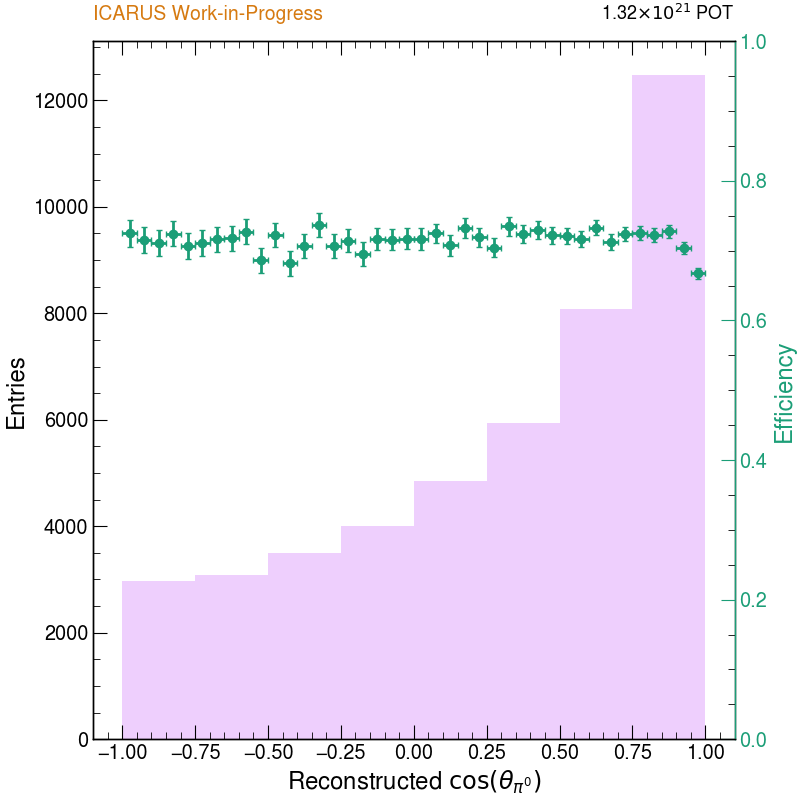 ICARUS Work-in-Progress
1.32×10²¹ POT
12000
10000
8000
6000
4000
2000
0
Entries
1.0
0.8
0.6
0.4
0.2
0.0
Efficiency
−1.00 −0.75 −0.50 −0.25 0.00 0.25 0.50 0.75 1.00
Reconstructed cos(θ_π⁰)